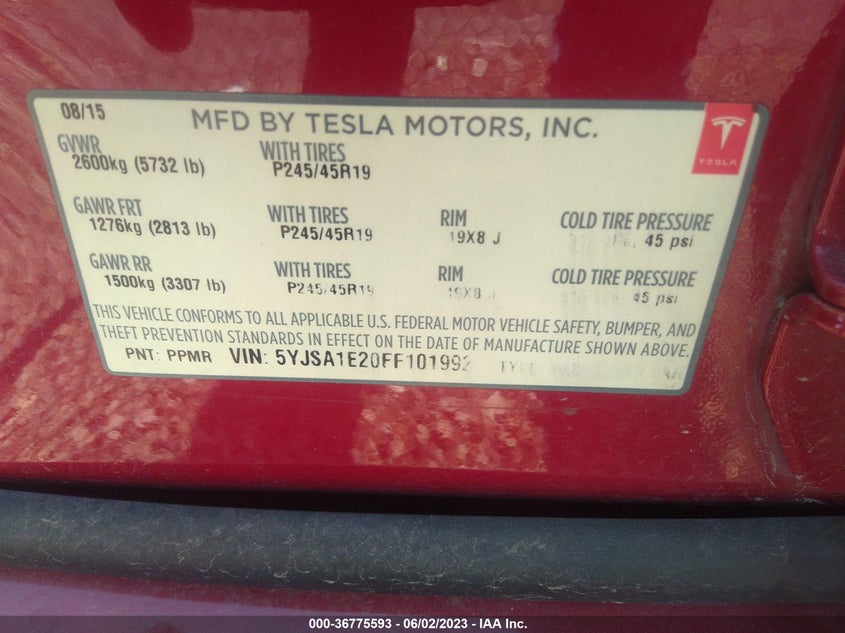 08/15
MFD BY TESLA MOTORS, INC.
GVWR
2600kg (5732 lb)
WITH TIRES
P245/45R19
TESLA
GAWR FRT
1276kg (2813 lb)
WITH TIRES
P245/45R19
RIM
19X8 J
COLD TIRE PRESSURE
45 psi
GAWR RR
1500kg (3307 lb)
WITH TIRES
P245/45R19
RIM
19X8 J
COLD TIRE PRESSURE
45 psi
THIS VEHICLE CONFORMS TO ALL APPLICABLE U.S. FEDERAL MOTOR VEHICLE SAFETY, BUMPER, AND
THEFT PREVENTION STANDARDS IN EFFECT ON THE DATE OF MANUFACTURE SHOWN ABOVE.
PNT: PPMR VIN: 5YJSA1E20FF101992
000-36775593 - 06/02/2023 - IAA Inc.